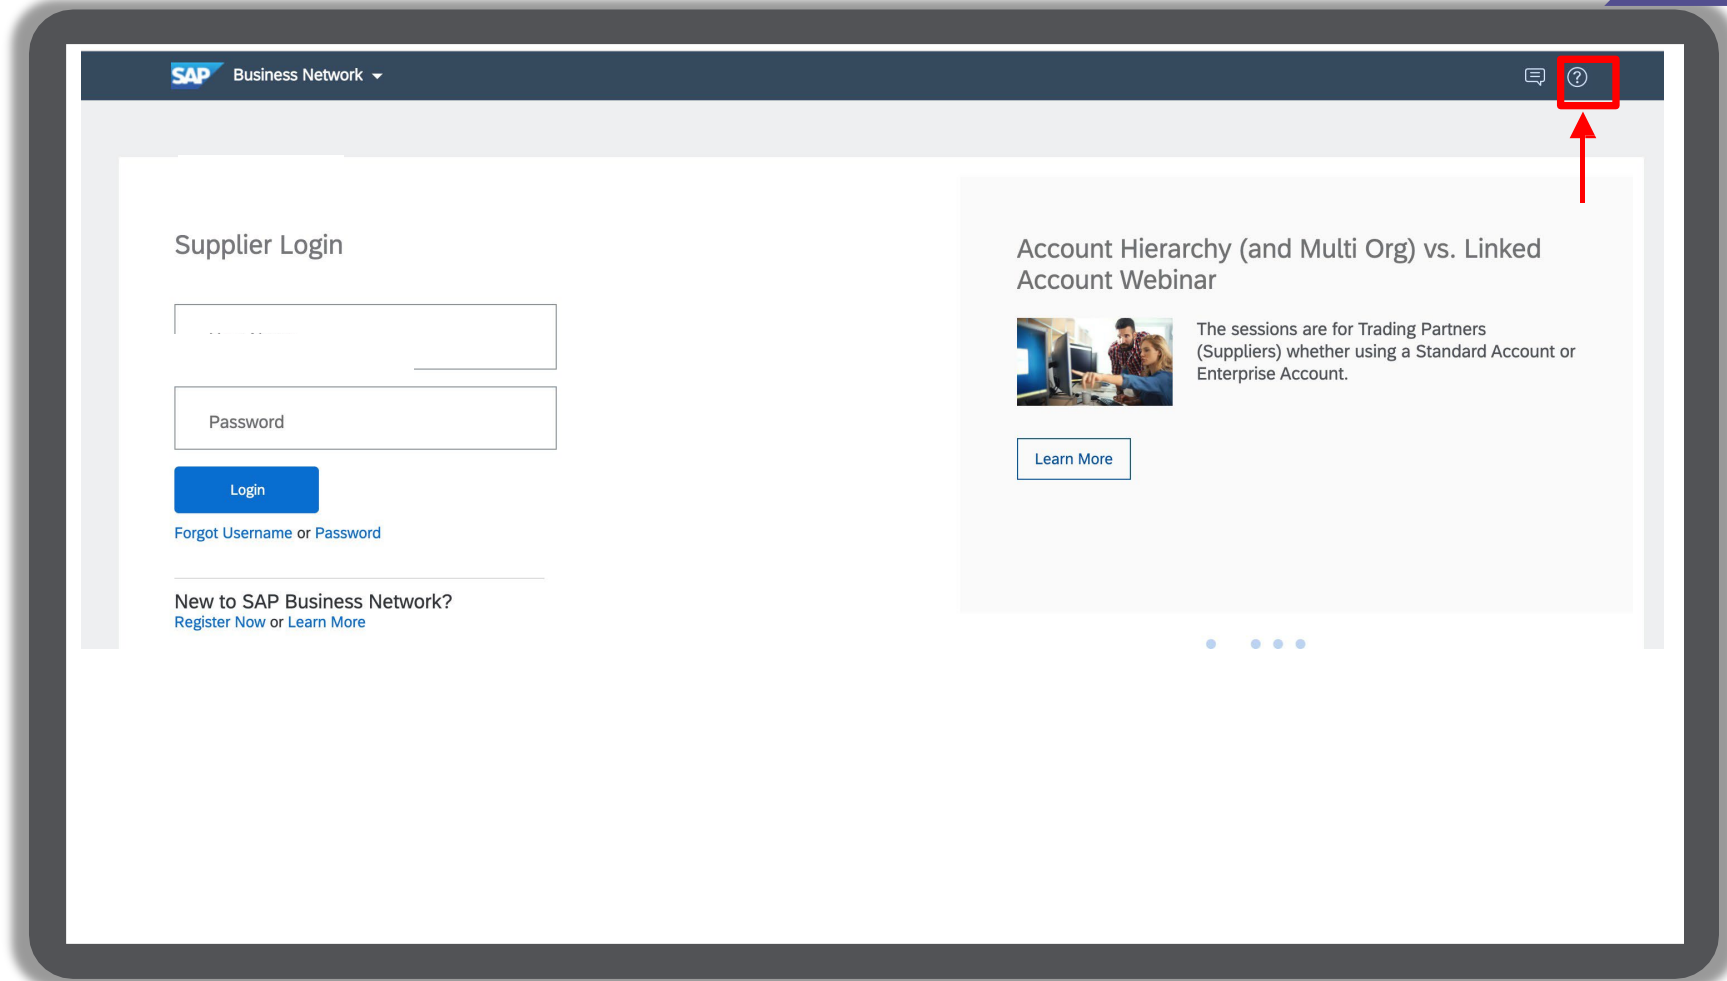 SAP Business Network
?
Supplier Login
Password
Login
Forgot Username or Password
New to SAP Business Network?
Register Now or Learn More
Account Hierarchy (and Multi Org) vs. Linked
Account Webinar
The sessions are for Trading Partners
(Suppliers) whether using a Standard Account or
Enterprise Account.
Learn More